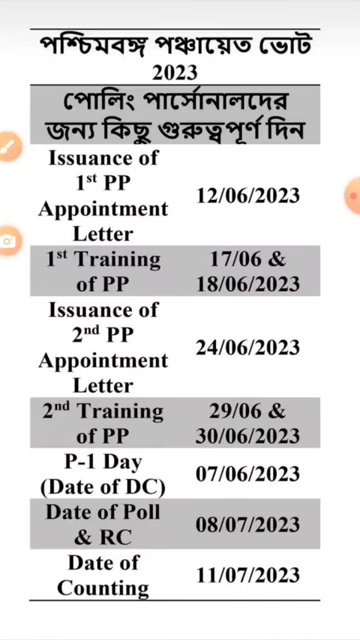 পশ্চিমবঙ্গ পঞ্চায়েত ভোট
2023
পোলিং পার্সোনালদের
জন্য কিছু গুরুত্বপূর্ণ দিন
Issuance of
1st PP
Appointment
Letter
12/06/2023
1st Training
of PP
17/06 &
18/06/2023
Issuance of
2nd PP
Appointment
Letter
24/06/2023
2nd Training
of PP
29/06 &
30/06/2023
P-1 Day
(Date of DC)
07/06/2023
Date of Poll
& RC
08/07/2023
Date of
Counting
11/07/2023